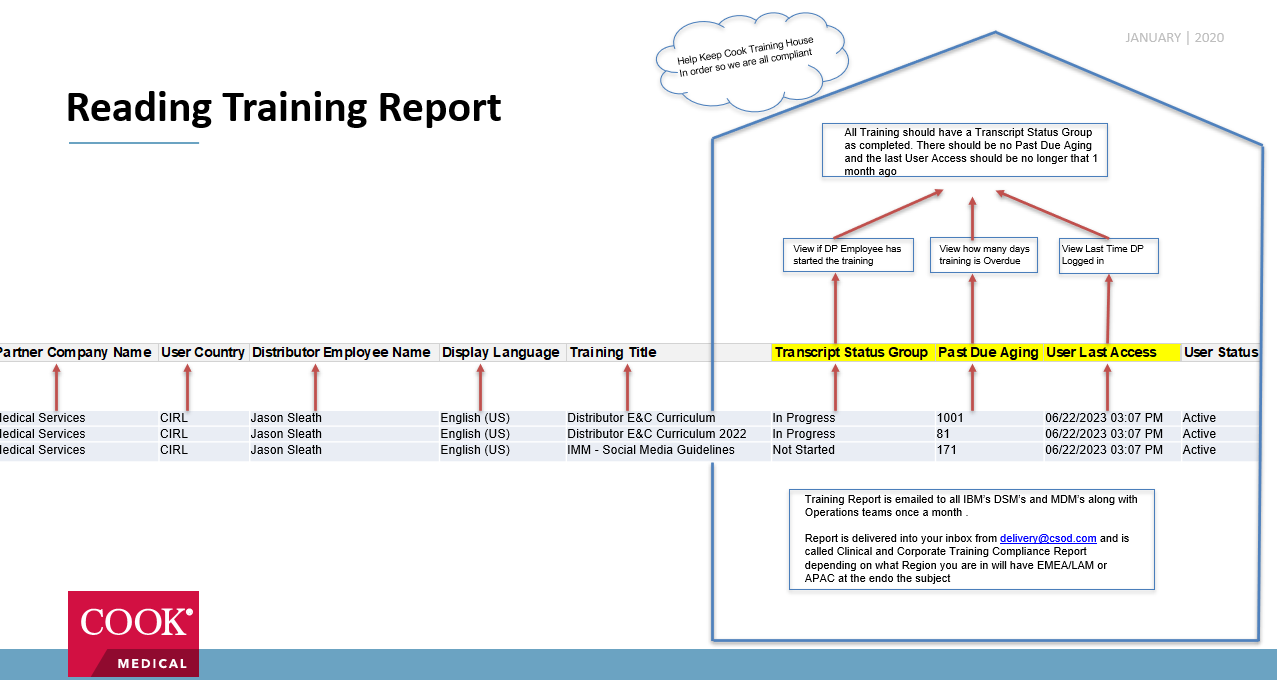 Help Keep Cook Training House
In order so we are all compliant
JANUARY | 2020
Reading Training Report
All Training should have a Transcript Status Group
as completed. There should be no Past Due Aging
and the last User Access should be no longer that 1
month ago
View if DP Employee has
started the training
View how many days
training is Overdue
View Last Time DP
Logged in
Partner Company Name User Country Distributor Employee Name Display Language Training Title Transcript Status Group Past Due Aging User Last Access User Status
Medical Services CIRL Jason Sleath English (US) Distributor E&C Curriculum In Progress 1001 06/22/2023 03:07 PM Active
Medical Services CIRL Jason Sleath English (US) Distributor E&C Curriculum 2022 In Progress 81 06/22/2023 03:07 PM Active
Medical Services CIRL Jason Sleath English (US) IMM - Social Media Guidelines Not Started 171 06/22/2023 03:07 PM Active
Training Report is emailed to all IBM's DSM's and MDM's along with
Operations teams once a month .
Report is delivered into your inbox from delivery@csod.com and is
called Clinical and Corporate Training Compliance Report
depending on what Region you are in will have EMEA/LAM or
APAC at the endo the subject
COOK
MEDICAL